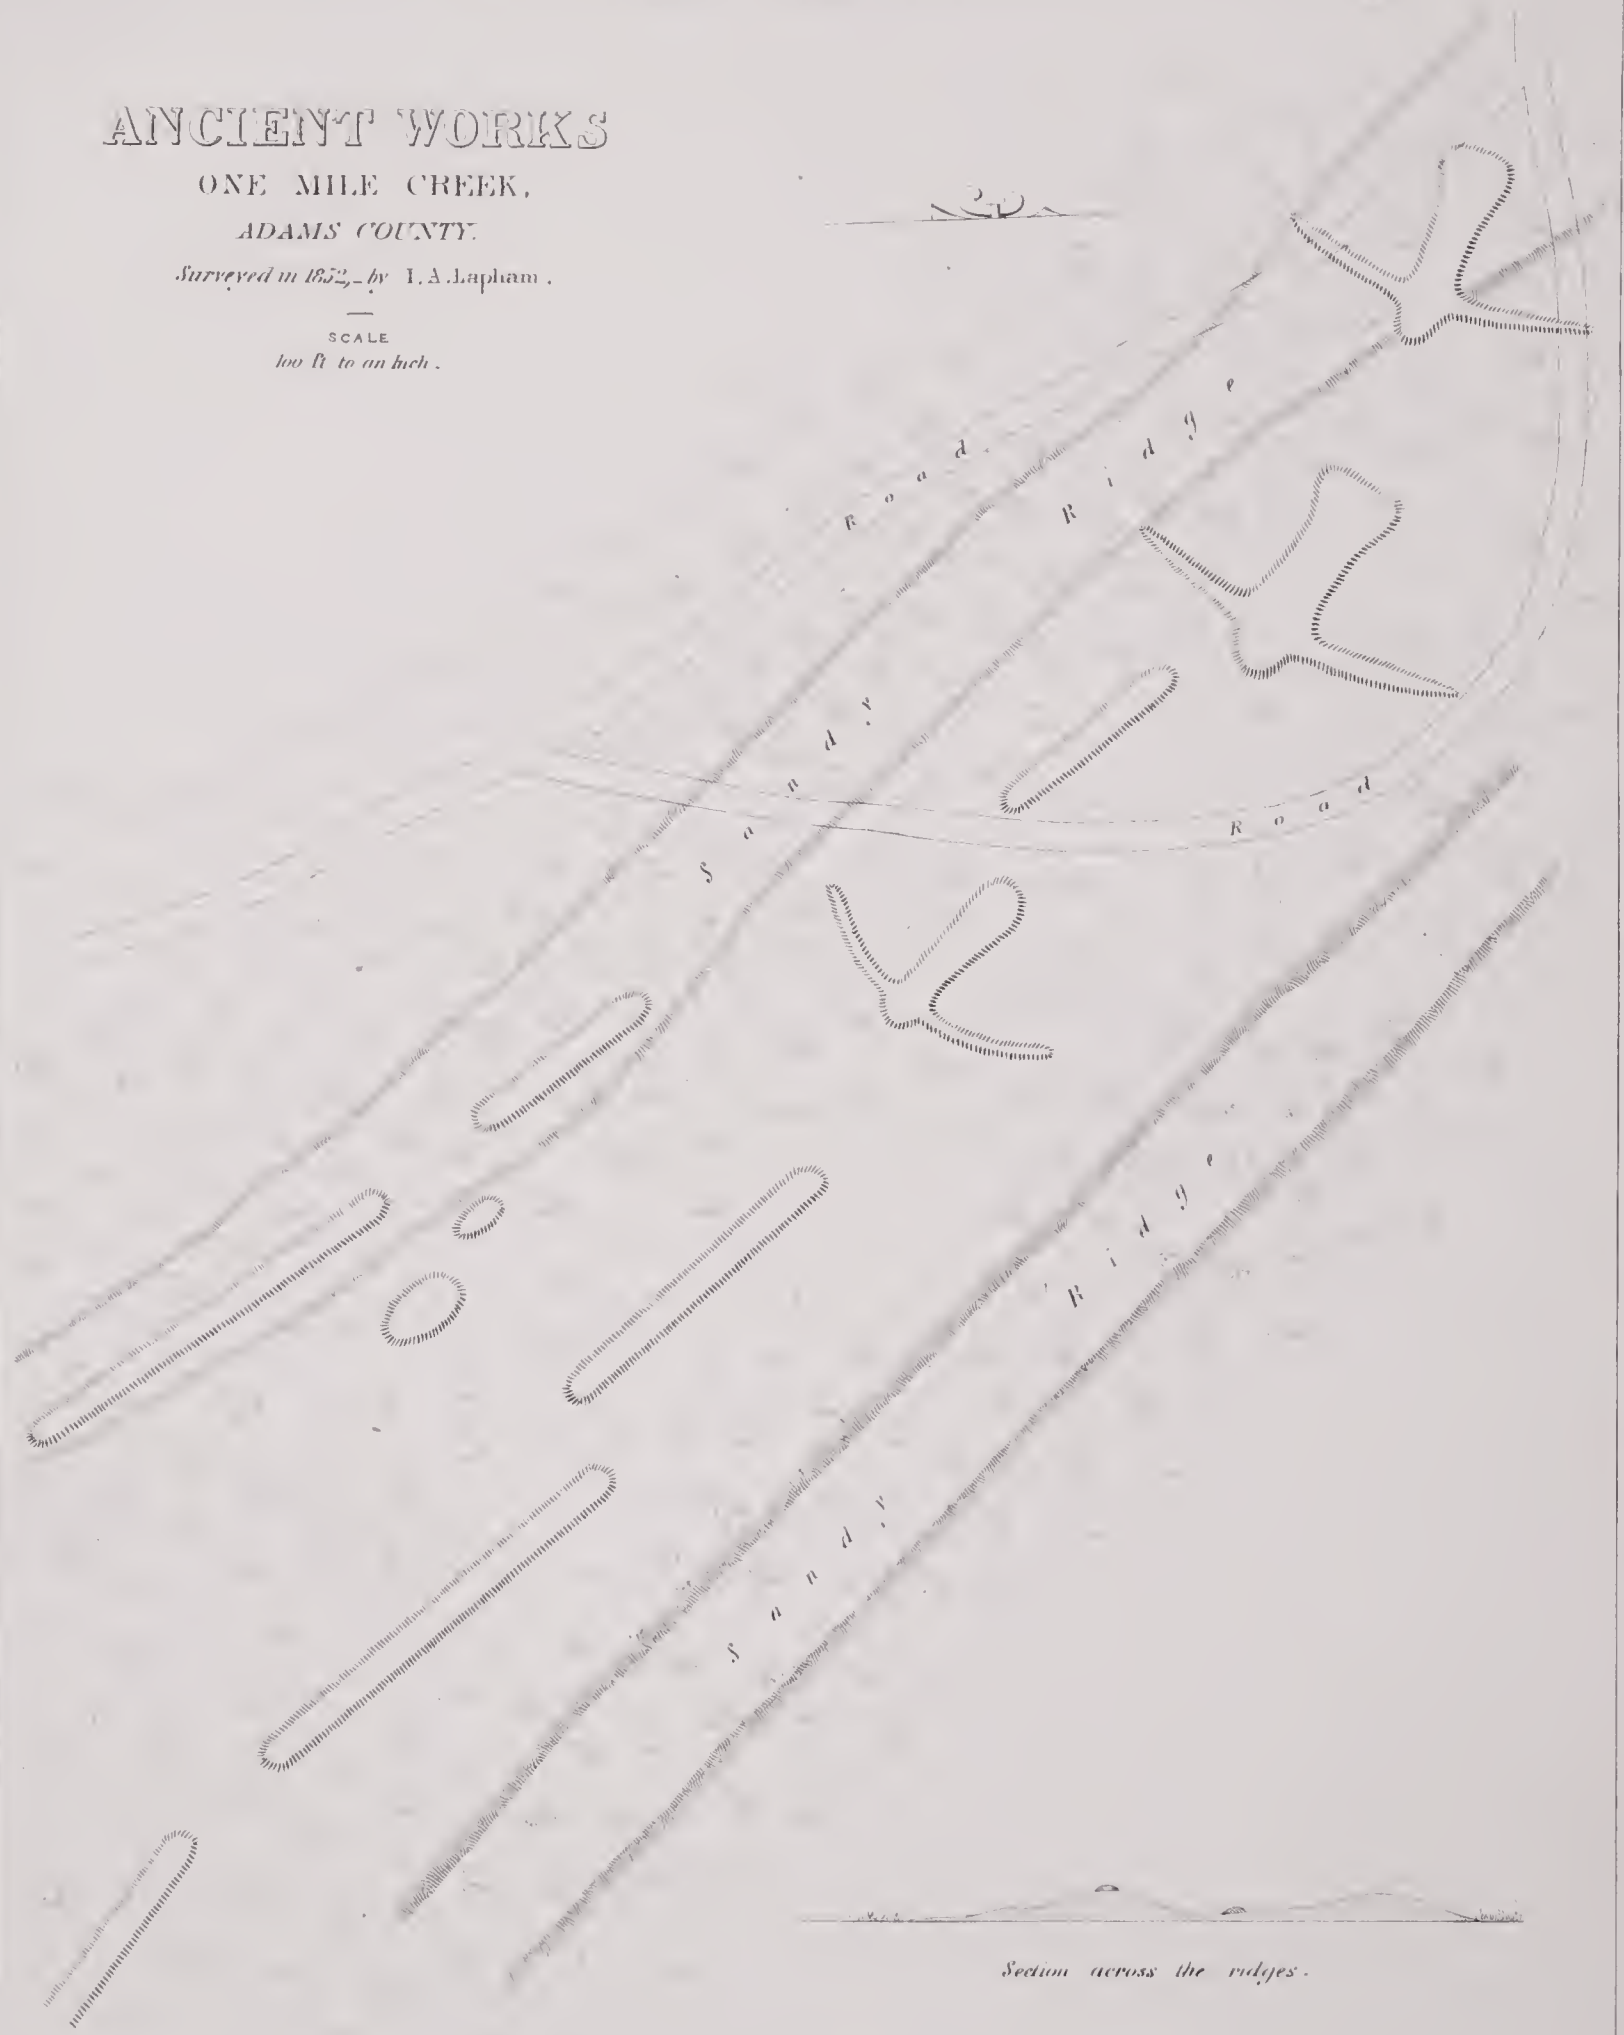 ANCIENT WORKS
ONE MILE CREEK,
ADAMS COUNTY.
Surveyed in 1852,_ by I. A. Lapham.
SCALE
100 ft to an Inch.
Road
Sandy Ridge
Road
Sandy Ridge
Section across the ridges.